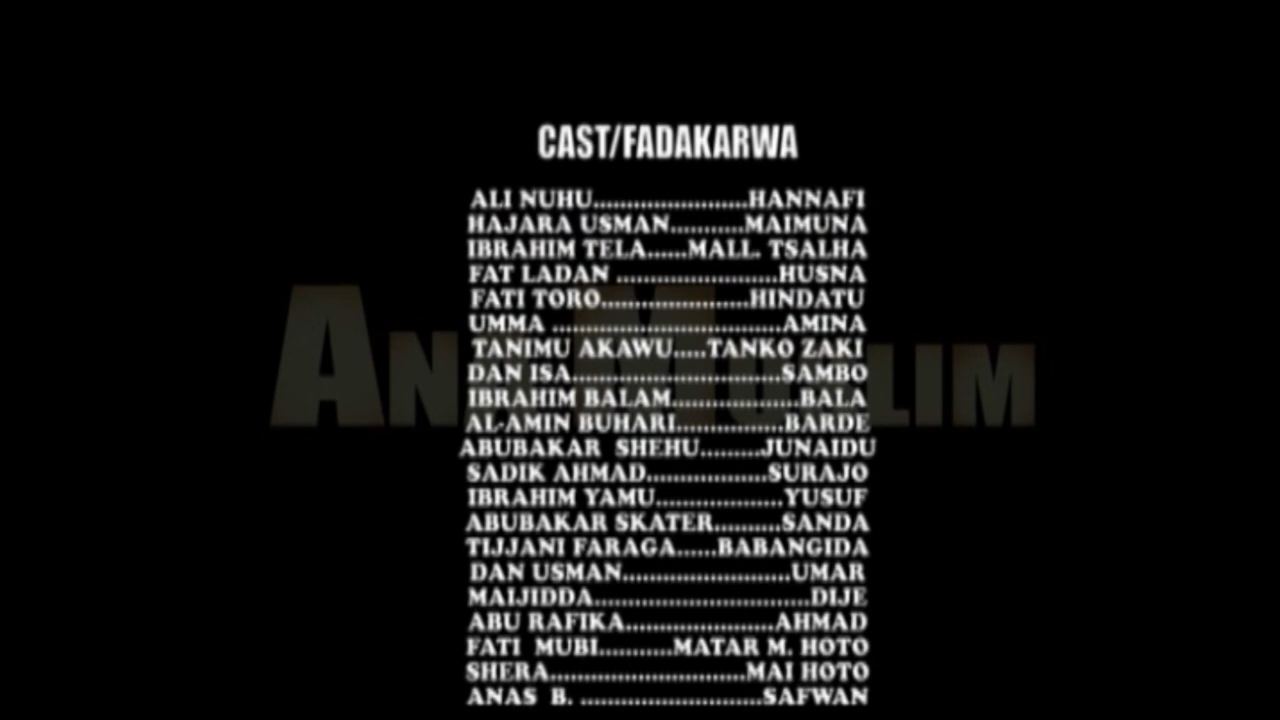 CAST/FADAKARWA
ALI NUHU.......................HANNAFI
HAJARA USMAN...........MAIMUNA
IBRAHIM TELA......MALL. TSALHA
FAT LADAN ........................HUSNA
FATI TORO......................HINDATU
UMMA ..................................AMINA
TANIMU AKAWU.....TANKO ZAKI
DAN ISA...............................SAMBO
IBRAHIM BALAM...................BALA
AL-AMIN BUHARI................BARDE
ABUBAKAR SHEHU.........JUNAIDU
SADIK AHMAD..................SURAJO
IBRAHIM YAMU...................YUSUF
ABUBAKAR SKATER..........SANDA
TIJJANI FARAGA......BABANGIDA
DAN USMAN.........................UMAR
MAIJIDDA................................DIJE
ABU RAFIKA......................AHMAD
FATI MUBI...........MATAR M. HOTO
SHERA.............................MAI HOTO
ANAS B. ...........................SAFWAN